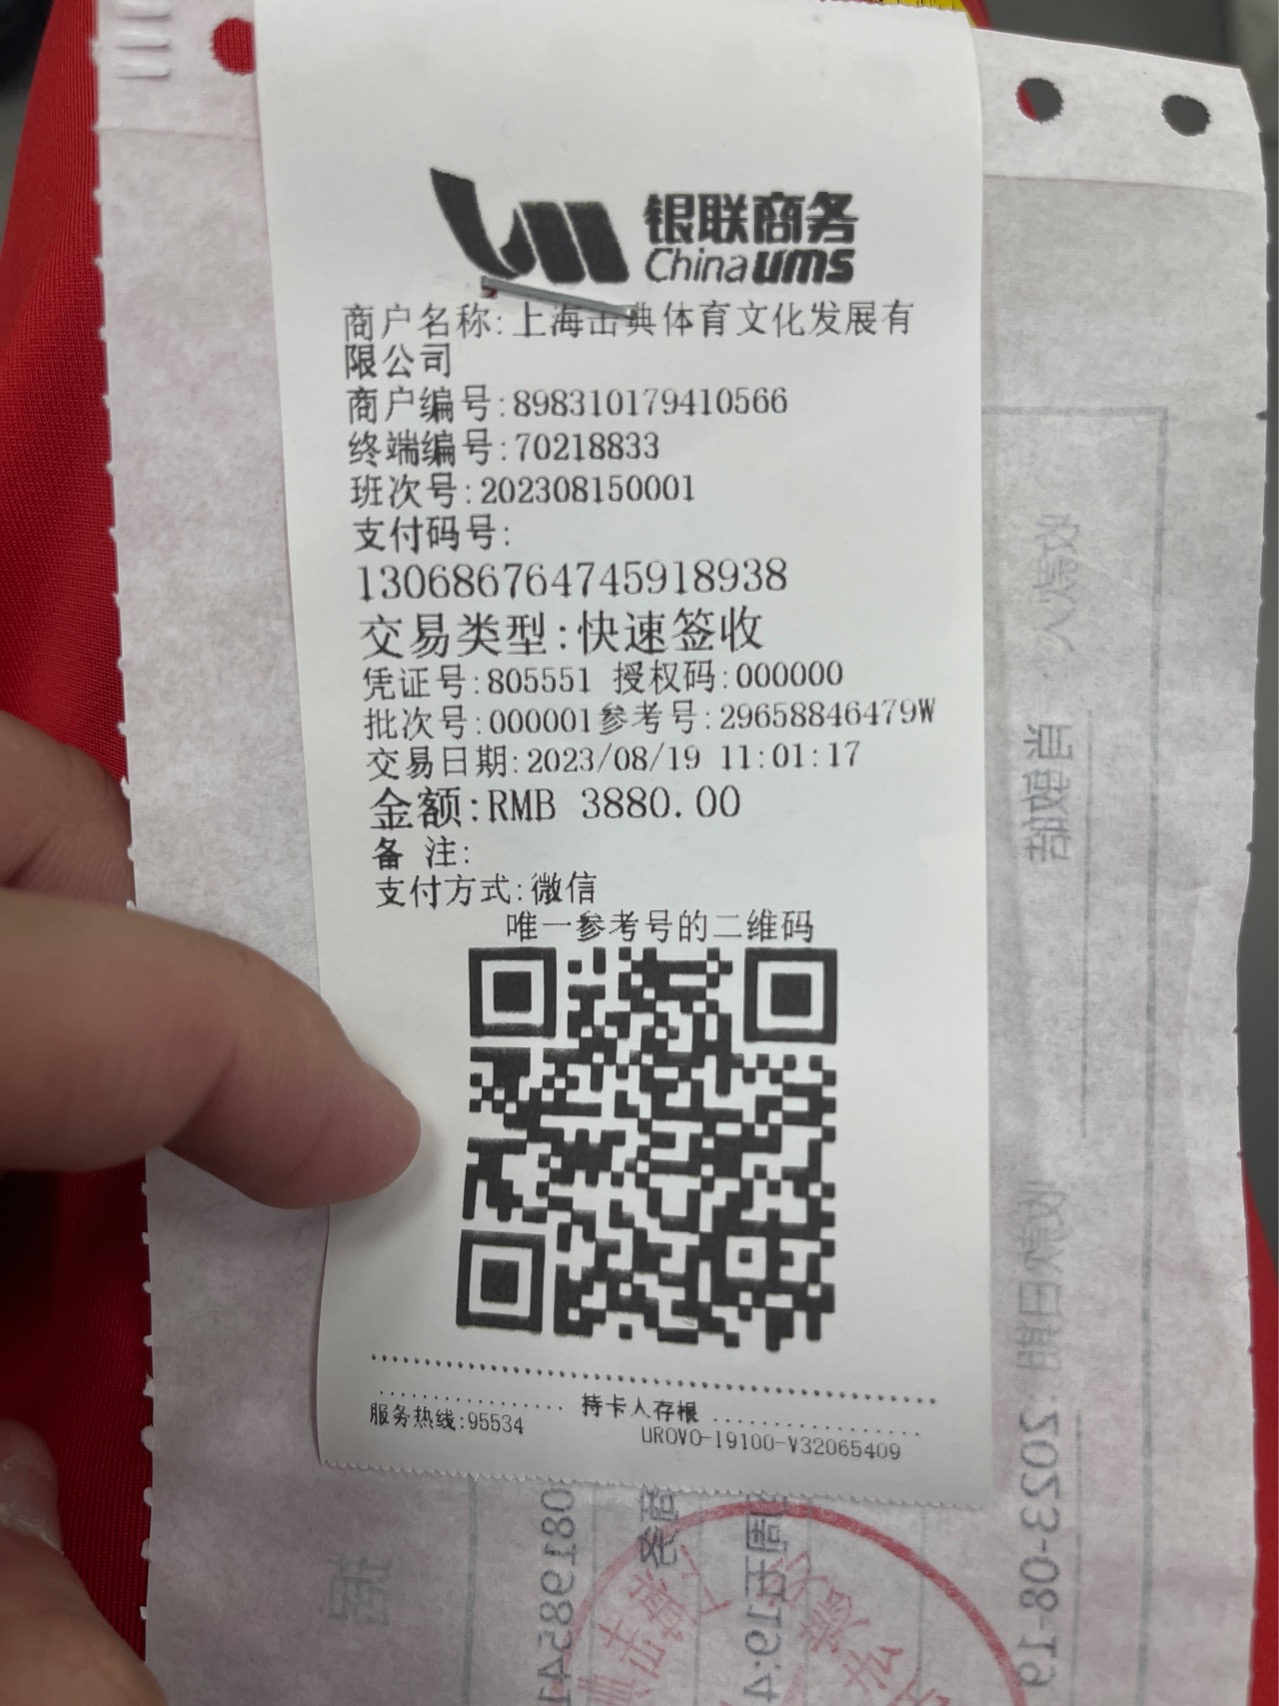 银联商务
China ums
商户名称:上海击典体育文化发展有
限公司
商户编号:898310179410566
终端编号:70218833
班次号:202308150001
支付码号:
130686764745918938
交易类型:快速签收
凭证号:805551 授权码:000000
批次号:000001参考号:29658846479W
交易日期:2023/08/19 11:01:17
金额:RMB 3880.00
备 注:
支付方式:微信
唯一参考号的二维码
持卡人存根
服务热线:95534
UROVO-I9100-V32065409
2023-08-19